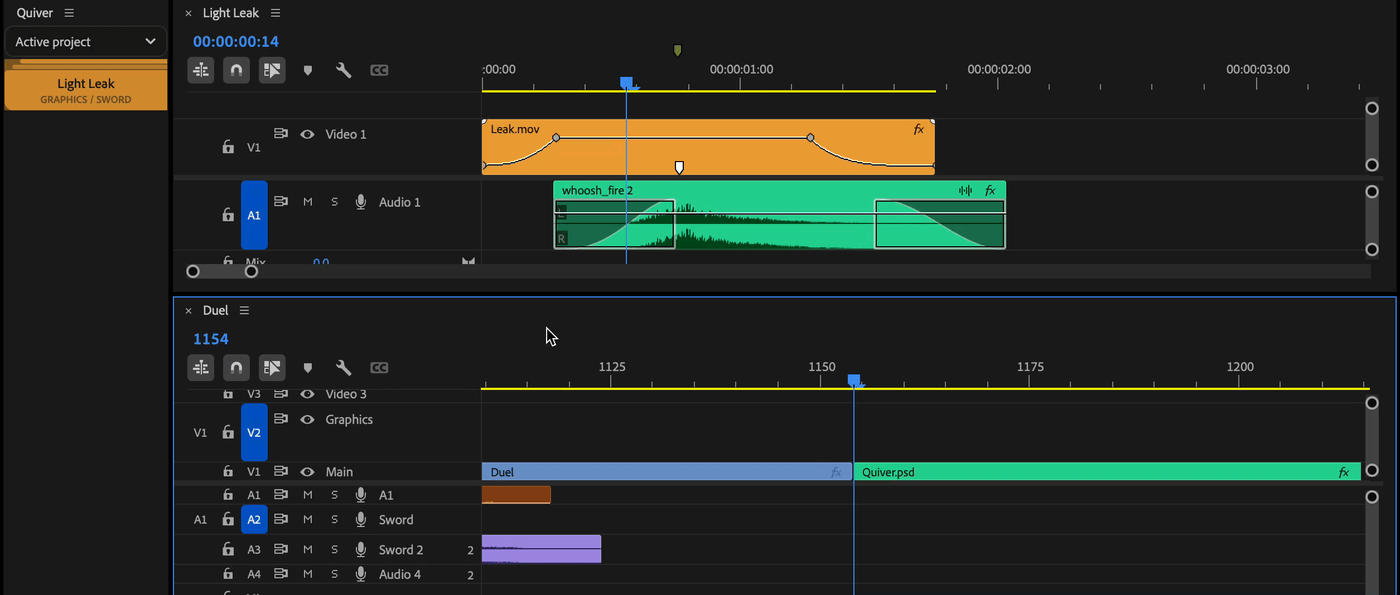 Quiver
Active project
Light Leak
GRAPHICS / SWORD
Light Leak
00:00:00:14
CC
:00:00
00:00:01:00
00:00:02:00
00:00:03:00
V1
Video 1
Leak.mov
fx
A1
M S Audio 1
whoosh_fire 2
fx
L
R
Mix
0.0
Duel
1154
CC
1125
1150
1175
1200
V3 Video 3
V1 V2 Graphics
V1 Main
Duel fx
Quiver.psd fx
A1 M S A1
A1 A2 M S Sword
A3 M S Sword 2 2
A4 M S Audio 4 2